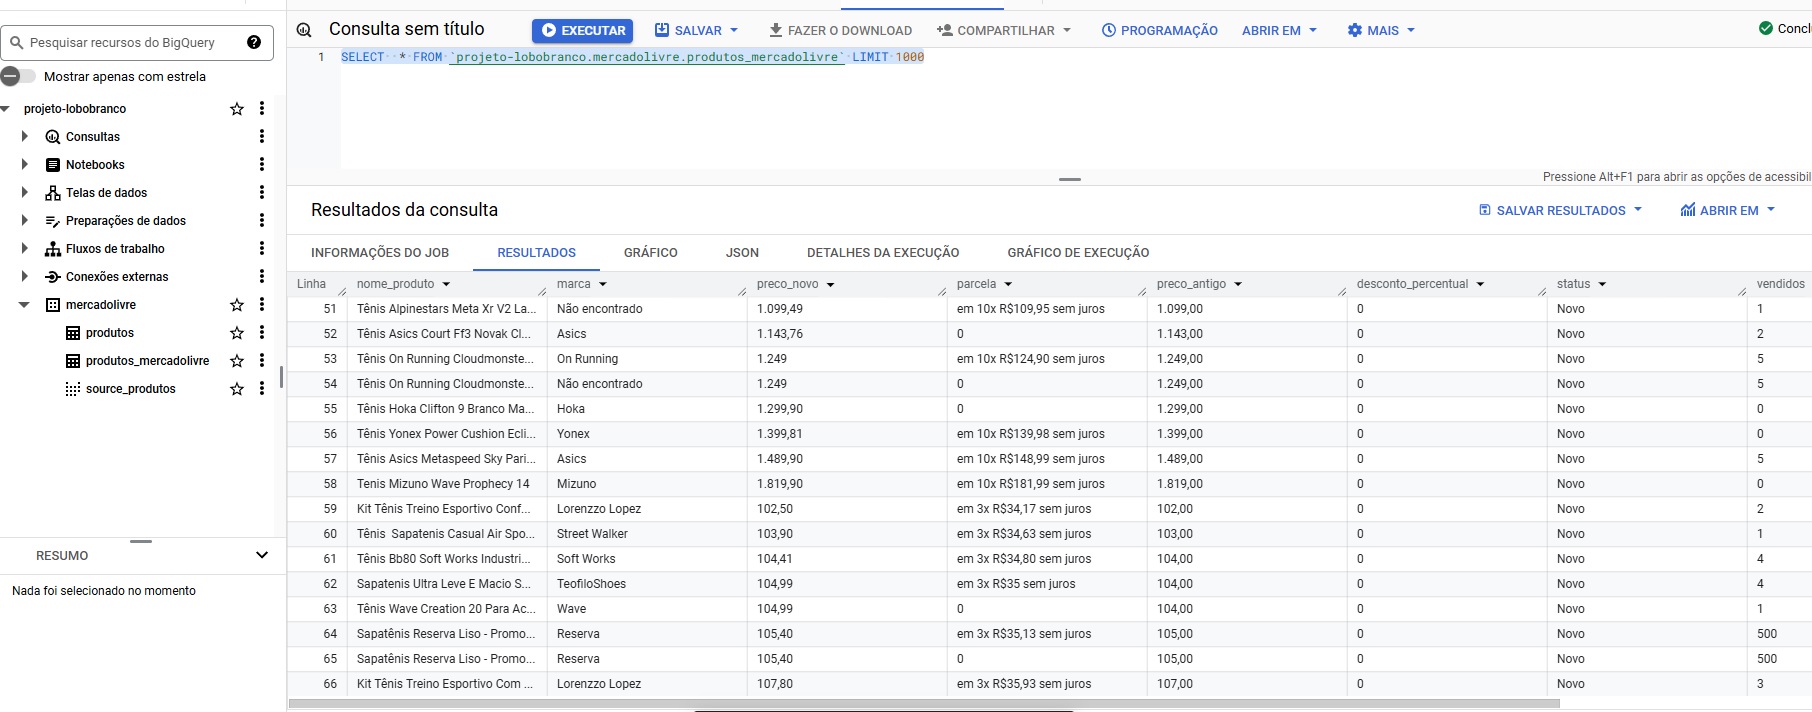 Pesquisar recursos do BigQuery
Mostrar apenas com estrela
projeto-lobobranco
Consultas
Notebooks
Telas de dados
Preparações de dados
Fluxos de trabalho
Conexões externas
mercadolivre
produtos
produtos_mercadolivre
source_produtos
RESUMO
Nada foi selecionado no momento
Consulta sem título
EXECUTAR
SALVAR
FAZER O DOWNLOAD
COMPARTILHAR
PROGRAMAÇÃO
ABRIR EM
MAIS
Concl
1 SELECT * FROM `projeto-lobobranco.mercadolivre.produtos_mercadolivre` LIMIT 1000
Pressione Alt+F1 para abrir as opções de acessibil
Resultados da consulta
SALVAR RESULTADOS
ABRIR EM
INFORMAÇÕES DO JOB RESULTADOS GRÁFICO JSON DETALHES DA EXECUÇÃO GRÁFICO DE EXECUÇÃO
Linha nome_produto marca preco_novo parcela preco_antigo desconto_percentual status vendidos
51 Tênis Alpinestars Meta Xr V2 La... Não encontrado 1.099,49 em 10x R$109,95 sem juros 1.099,00 0 Novo 1
52 Tênis Asics Court Ff3 Novak Cl... Asics 1.143,76 0 1.143,00 0 Novo 2
53 Tênis On Running Cloudmonste... On Running 1.249 em 10x R$124,90 sem juros 1.249,00 0 Novo 5
54 Tênis On Running Cloudmonste... Não encontrado 1.249 0 1.249,00 0 Novo 5
55 Tênis Hoka Clifton 9 Branco Ma... Hoka 1.299,90 0 1.299,00 0 Novo 0
56 Tênis Yonex Power Cushion Ecli... Yonex 1.399,81 em 10x R$139,98 sem juros 1.399,00 0 Novo 0
57 Tênis Asics Metaspeed Sky Pari... Asics 1.489,90 em 10x R$148,99 sem juros 1.489,00 0 Novo 5
58 Tenis Mizuno Wave Prophecy 14 Mizuno 1.819,90 em 10x R$181,99 sem juros 1.819,00 0 Novo 0
59 Kit Tênis Treino Esportivo Conf... Lorenzzo Lopez 102,50 em 3x R$34,17 sem juros 102,00 0 Novo 2
60 Tênis Sapatenis Casual Air Spo... Street Walker 103,90 em 3x R$34,63 sem juros 103,00 0 Novo 1
61 Tênis Bb80 Soft Works Industri... Soft Works 104,41 em 3x R$34,80 sem juros 104,00 0 Novo 4
62 Sapatenis Ultra Leve E Macio S... TeofiloShoes 104,99 em 3x R$35 sem juros 104,00 0 Novo 4
63 Tênis Wave Creation 20 Para Ac... Wave 104,99 0 104,00 0 Novo 1
64 Sapatênis Reserva Liso - Promo... Reserva 105,40 em 3x R$35,13 sem juros 105,00 0 Novo 500
65 Sapatênis Reserva Liso - Promo... Reserva 105,40 0 105,00 0 Novo 500
66 Kit Tênis Treino Esportivo Com ... Lorenzzo Lopez 107,80 em 3x R$35,93 sem juros 107,00 0 Novo 3